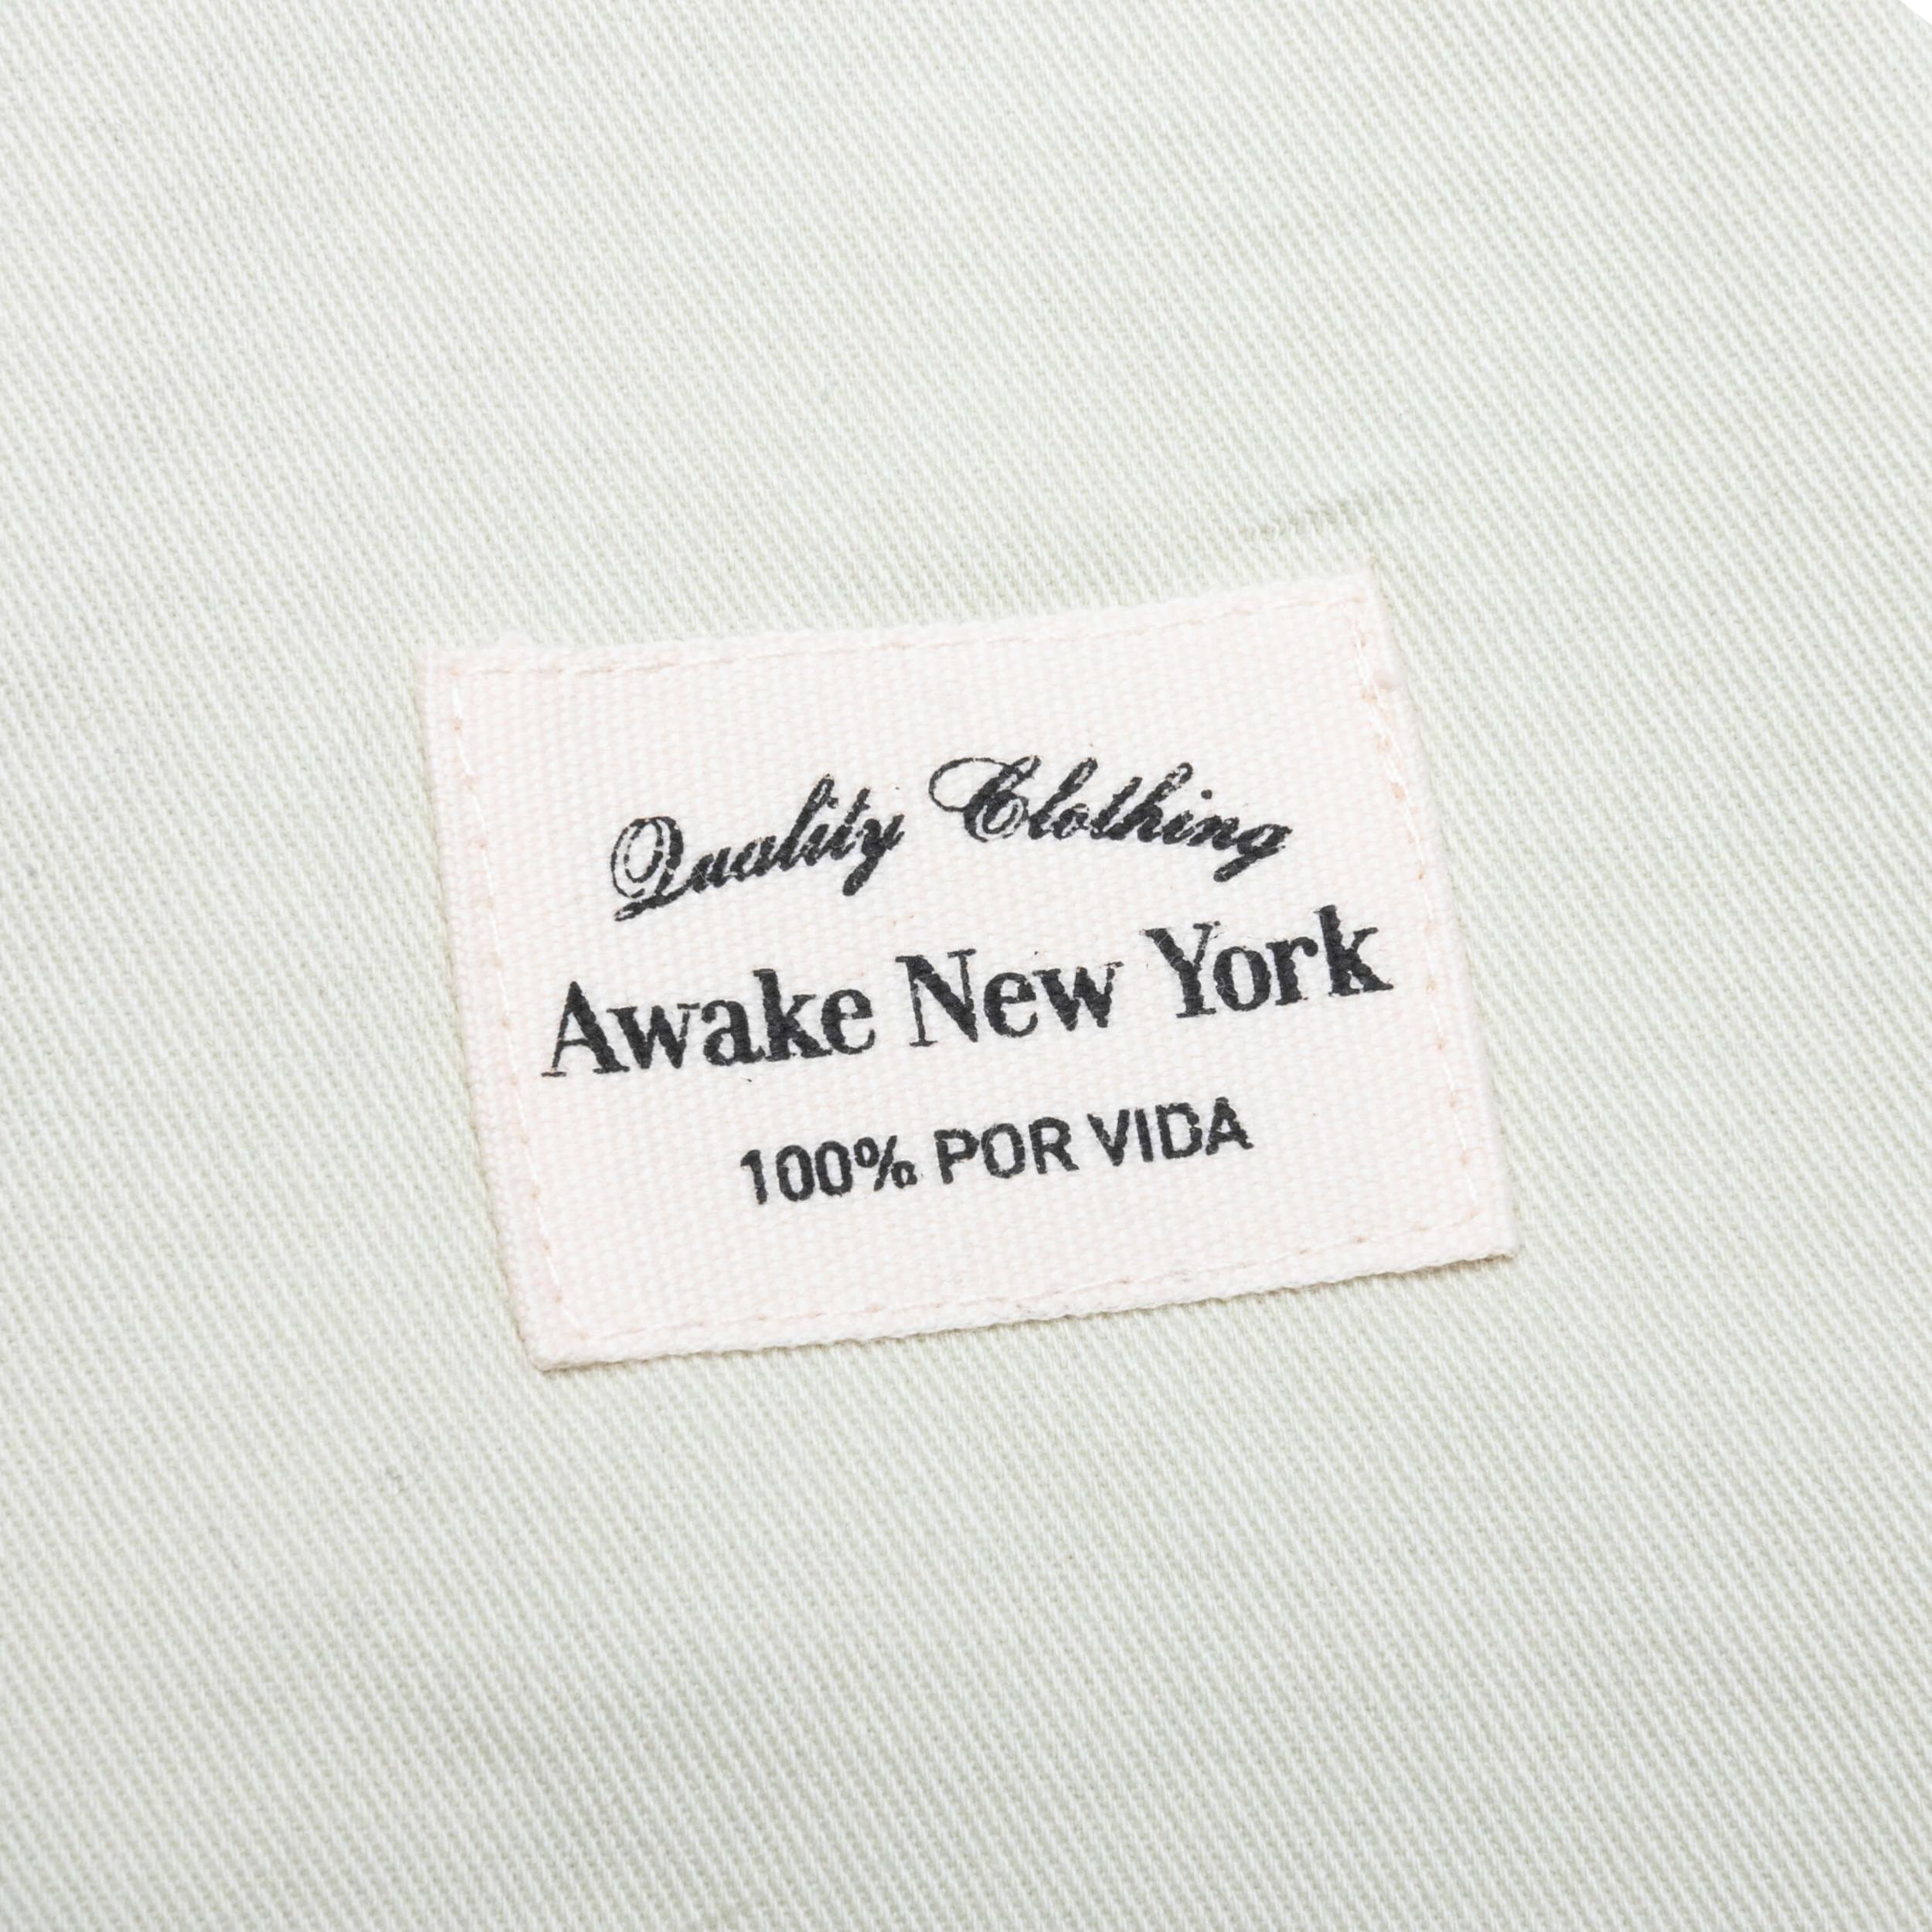 Quality Clothing
Awake New York
100% POR VIDA